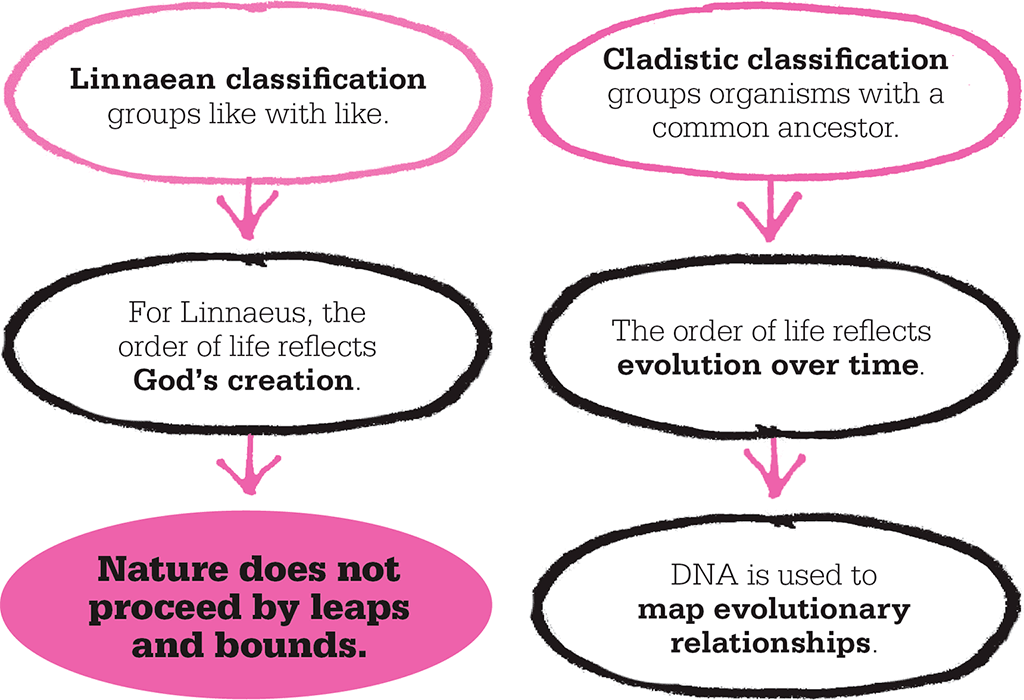 Linnaean classification
groups like with like.
For Linnaeus, the
order of life reflects
God's creation.
Nature does not
proceed by leaps
and bounds.
Cladistic classification
groups organisms with a
common ancestor.
The order of life reflects
evolution over time.
DNA is used to
map evolutionary
relationships.